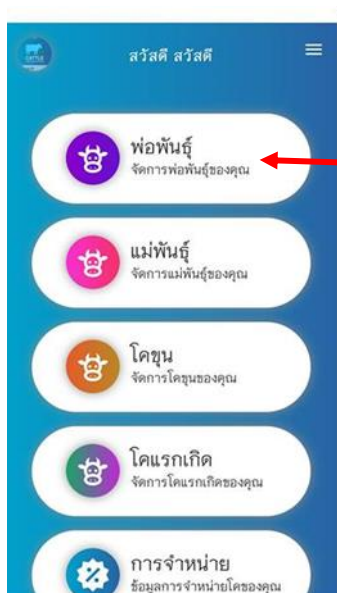 สวัสดี สวัสดี
พ่อพันธุ์
จัดการพ่อพันธุ์ของคุณ
แม่พันธุ์
จัดการแม่พันธุ์ของคุณ
โคขุน
จัดการโคขุนของคุณ
โคแรกเกิด
จัดการโคแรกเกิดของคุณ
การจำหน่าย
ข้อมูลการจำหน่ายโคของคุณ